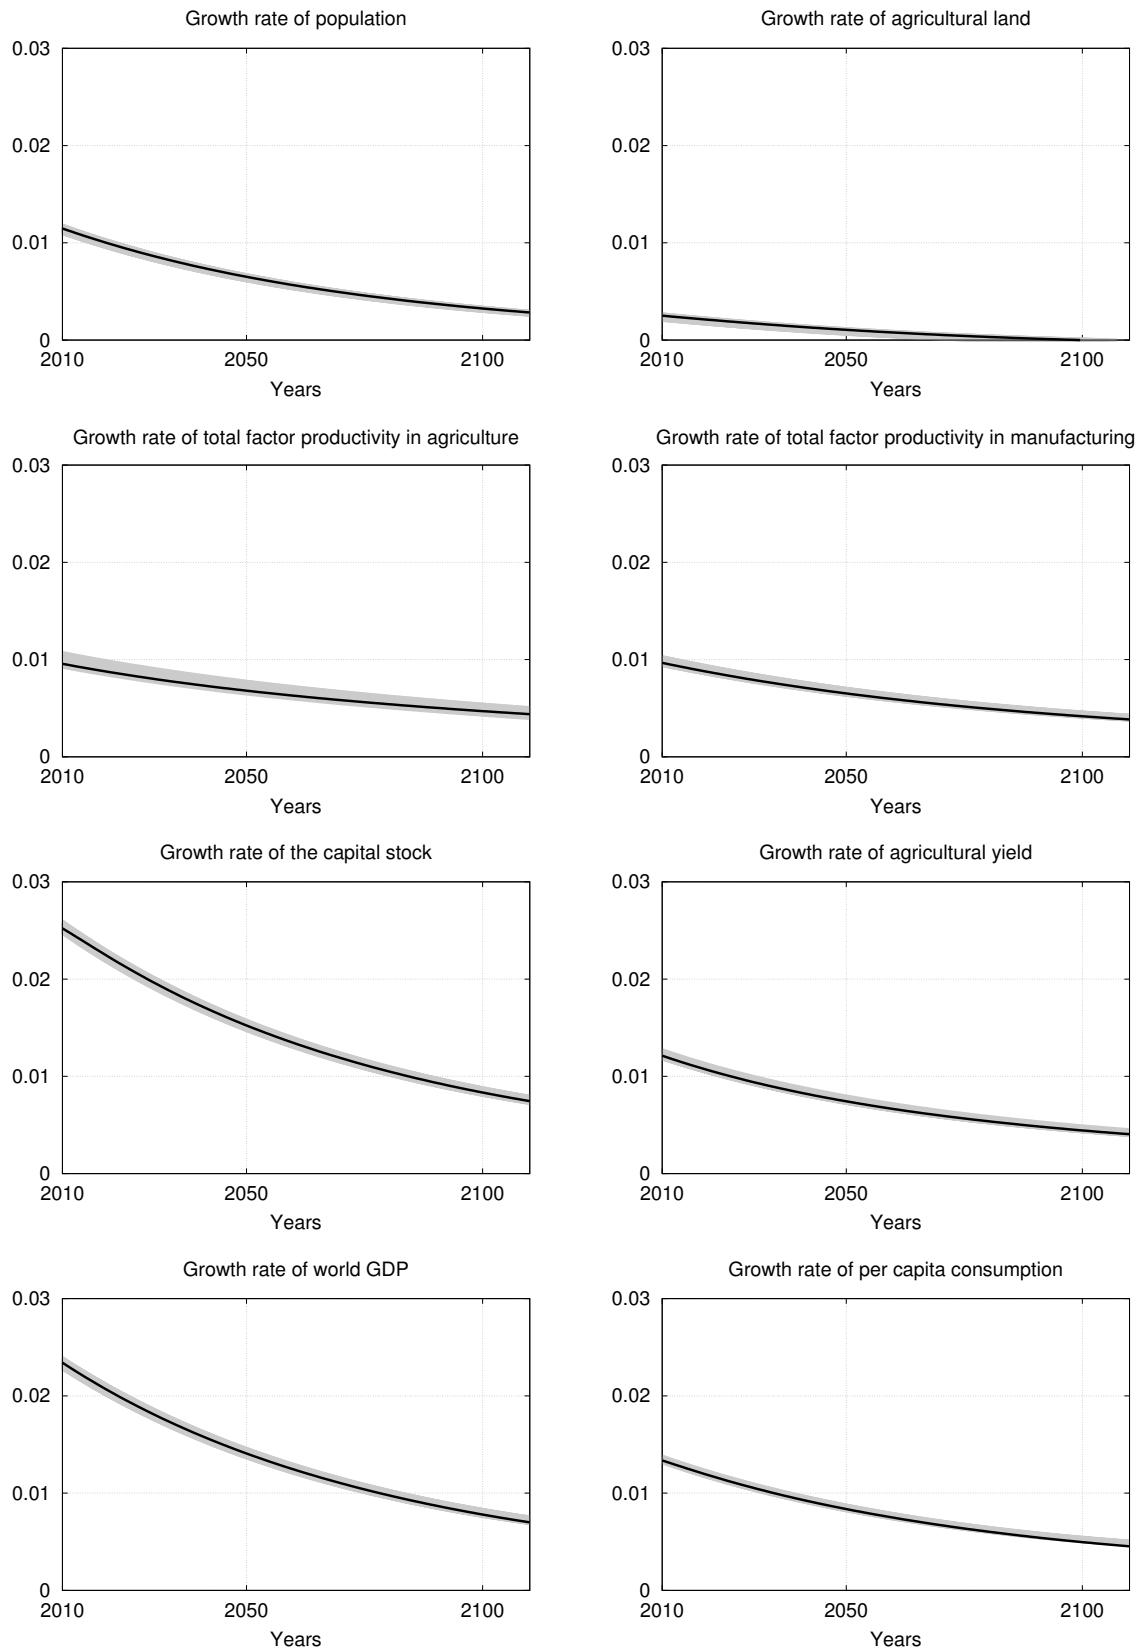 Growth rate of population
0.03
0.02
0.01
0
2010 2050 2100
Years
Growth rate of agricultural land
0.03
0.02
0.01
0
2010 2050 2100
Years
Growth rate of total factor productivity in agriculture
0.03
0.02
0.01
0
2010 2050 2100
Years
Growth rate of total factor productivity in manufacturing
0.03
0.02
0.01
0
2010 2050 2100
Years
Growth rate of the capital stock
0.03
0.02
0.01
0
2010 2050 2100
Years
Growth rate of agricultural yield
0.03
0.02
0.01
0
2010 2050 2100
Years
Growth rate of world GDP
0.03
0.02
0.01
0
2010 2050 2100
Years
Growth rate of per capita consumption
0.03
0.02
0.01
0
2010 2050 2100
Years